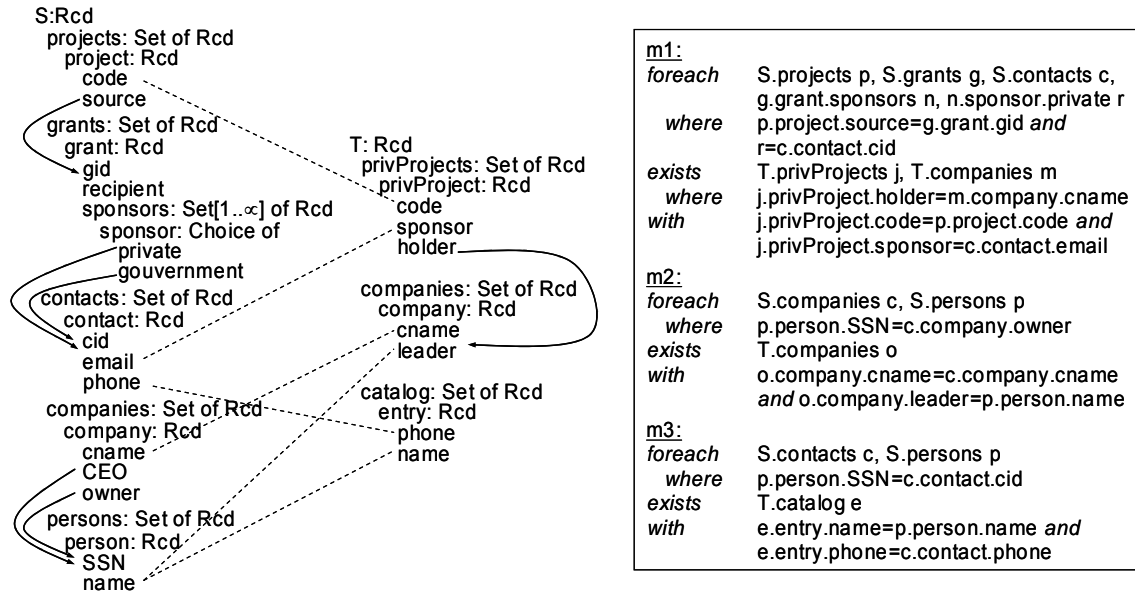 S:Rcd
projects: Set of Rcd
project: Rcd
code
source
grants: Set of Rcd
grant: Rcd
gid
recipient
sponsors: Set[1..∝] of Rcd
sponsor: Choice of
private
gouvernment
contacts: Set of Rcd
contact: Rcd
cid
email
phone
companies: Set of Rcd
company: Rcd
cname
CEO
owner
persons: Set of Rcd
person: Rcd
SSN
name
T: Rcd
privProjects: Set of Rcd
privProject: Rcd
code
sponsor
holder
companies: Set of Rcd
company: Rcd
cname
leader
catalog: Set of Rcd
entry: Rcd
phone
name
m1:
foreach S.projects p, S.grants g, S.contacts c,
g.grant.sponsors n, n.sponsor.private r
where p.project.source=g.grant.gid and
r=c.contact.cid
exists T.privProjects j, T.companies m
where j.privProject.holder=m.company.cname
with j.privProject.code=p.project.code and
j.privProject.sponsor=c.contact.email
m2:
foreach S.companies c, S.persons p
where p.person.SSN=c.company.owner
exists T.companies o
with o.company.cname=c.company.cname
and o.company.leader=p.person.name
m3:
foreach S.contacts c, S.persons p
where p.person.SSN=c.contact.cid
exists T.catalog e
with e.entry.name=p.person.name and
e.entry.phone=c.contact.phone